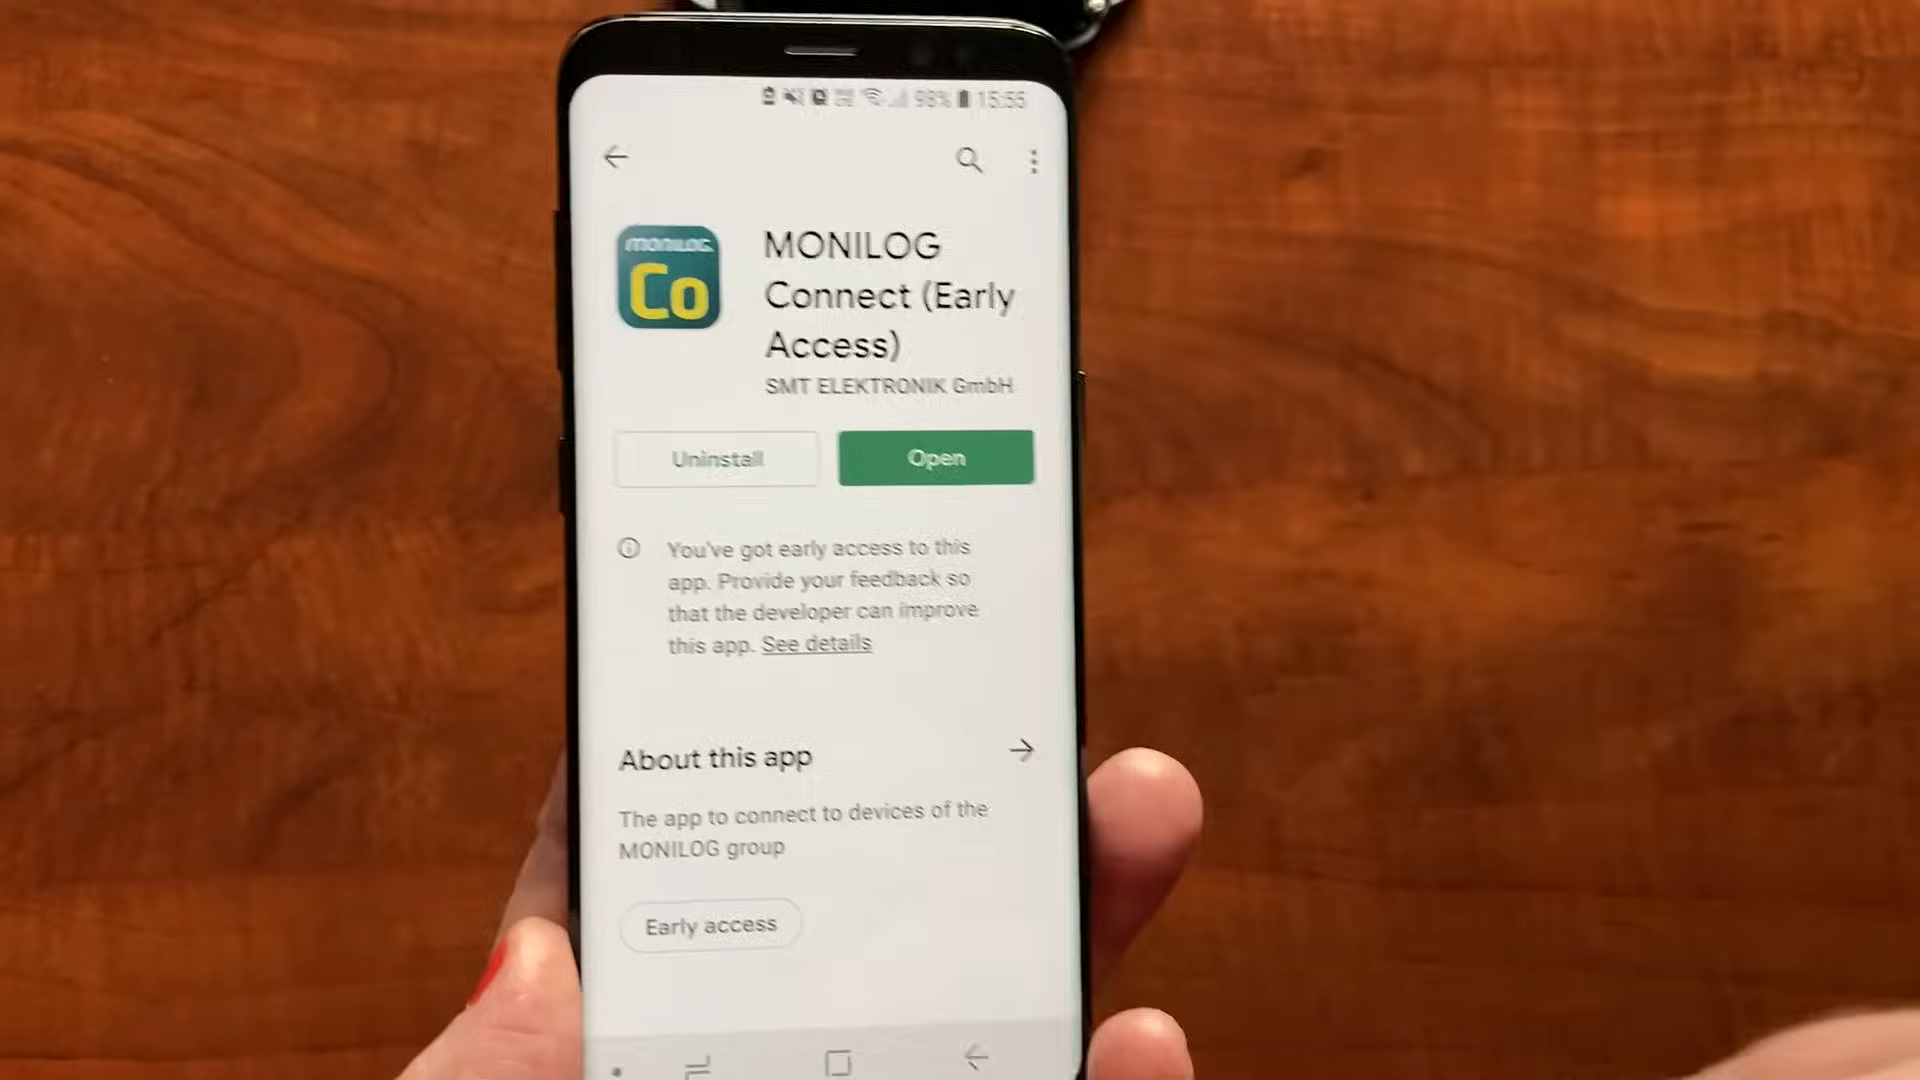 98% 15:55
MONILOG
Co
MONILOG
Connect (Early
Access)
SMT ELEKTRONIK GmbH
Uninstall
Open
You've got early access to this
app. Provide your feedback so
that the developer can improve
this app. See details
About this app
The app to connect to devices of the
MONILOG group
Early access